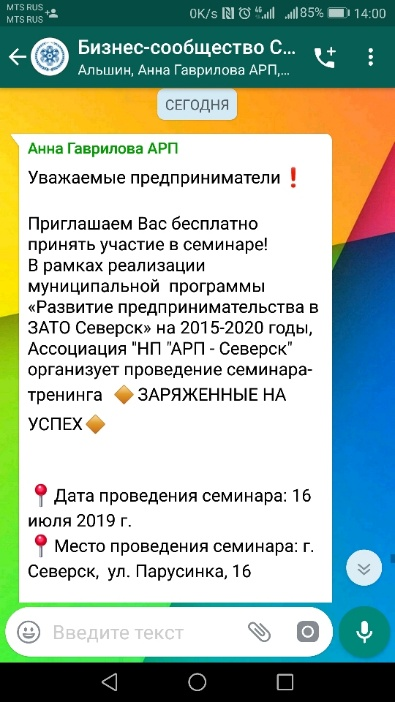 MTS RUS
MTS RUS
0K/s
4G
85%
14:00
Бизнес-сообщество С...
Альшин, Анна Гаврилова АРП,...
СЕГОДНЯ
Анна Гаврилова АРП
Уважаемые предприниматели❗
Приглашаем Вас бесплатно
принять участие в семинаре!
В рамках реализации
муниципальной программы
«Развитие предпринимательства в
ЗАТО Северск» на 2015-2020 годы,
Ассоциация "НП "АРП - Северск"
организует проведение семинара-
тренинга 🔶ЗАРЯЖЕННЫЕ НА
УСПЕХ🔶
📍Дата проведения семинара: 16
июля 2019 г.
📍Место проведения семинара: г.
Северск, ул. Парусинка, 16
Введите текст